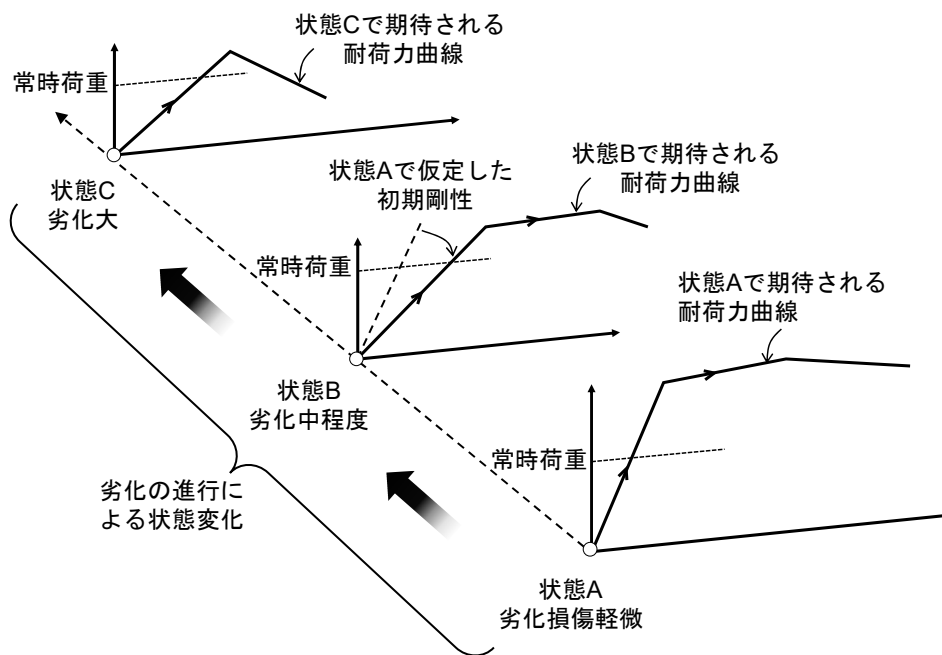 状態Cで期待される
耐荷力曲線
常時荷重
状態C
劣化大
状態Aで仮定した
初期剛性
状態Bで期待される
耐荷力曲線
常時荷重
状態B
劣化中程度
状態Aで期待される
耐荷力曲線
常時荷重
劣化の進行に
よる状態変化
状態A
劣化損傷軽微